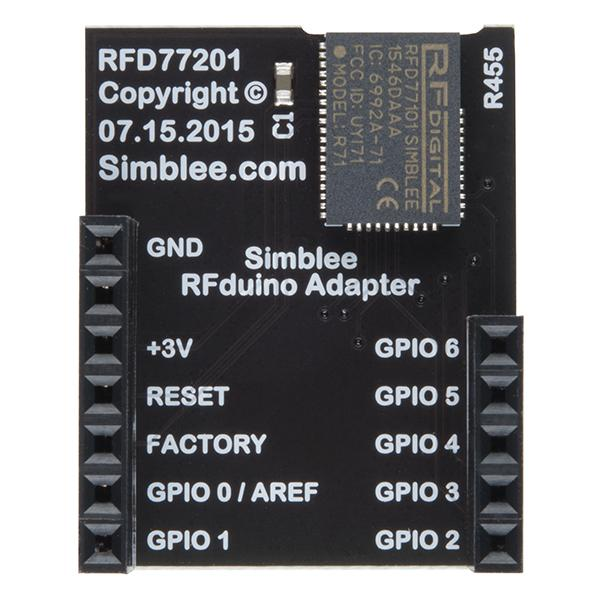 RFD77201
Copyright ©
07.15.2015
Simblee.com
C1
RFDIGITAL
RFD77101 SIMBLEE
1546DAAA
IC: 6992A-71
FCC ID: UYI71
MODEL: R71
CE
R455
Simblee
RFduino Adapter
GND
+3V
RESET
FACTORY
GPIO 0 / AREF
GPIO 1
GPIO 6
GPIO 5
GPIO 4
GPIO 3
GPIO 2